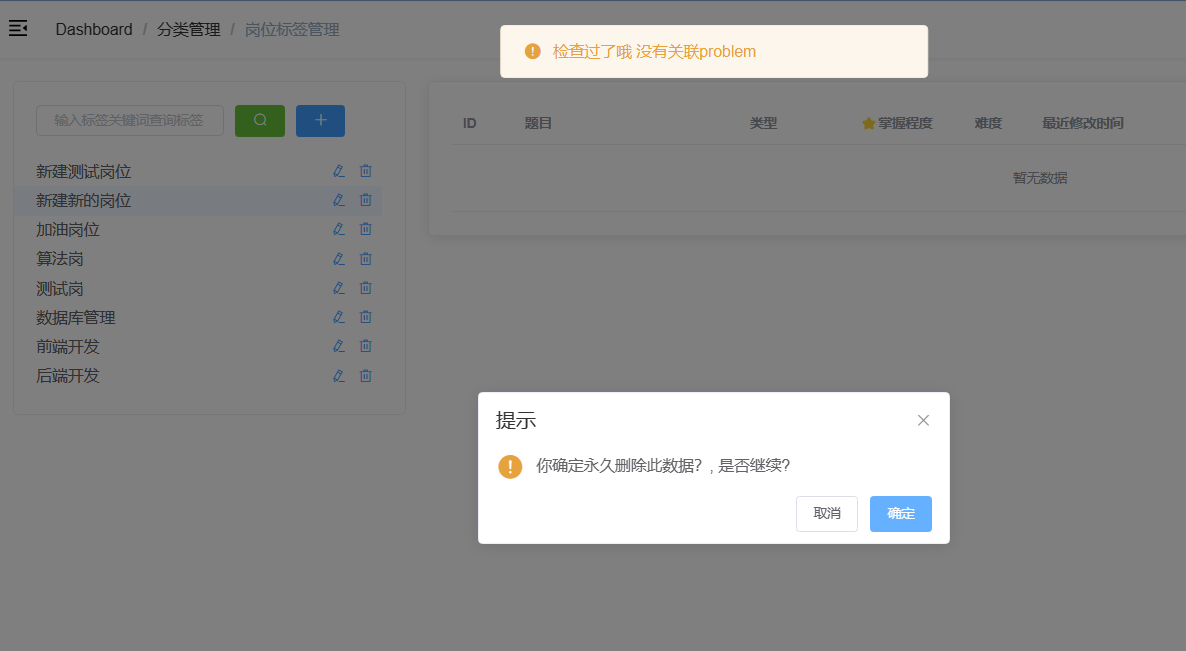 Dashboard / 分类管理 / 岗位标签管理
检查过了哦 没有关联problem
输入标签关键词查询标签
新建测试岗位
新建新的岗位
加油岗位
算法岗
测试岗
数据库管理
前端开发
后端开发
ID 题目 类型 掌握程度 难度 最近修改时间
暂无数据
提示
你确定永久删除此数据？, 是否继续?
取消 确定